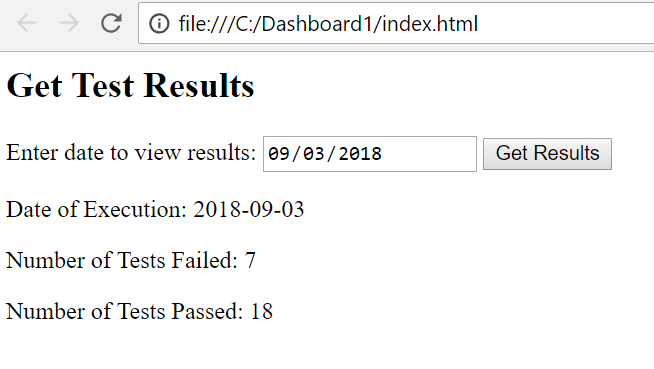 file:///C:/Dashboard1/index.html
Get Test Results
Enter date to view results: 09/03/2018 Get Results
Date of Execution: 2018-09-03
Number of Tests Failed: 7
Number of Tests Passed: 18